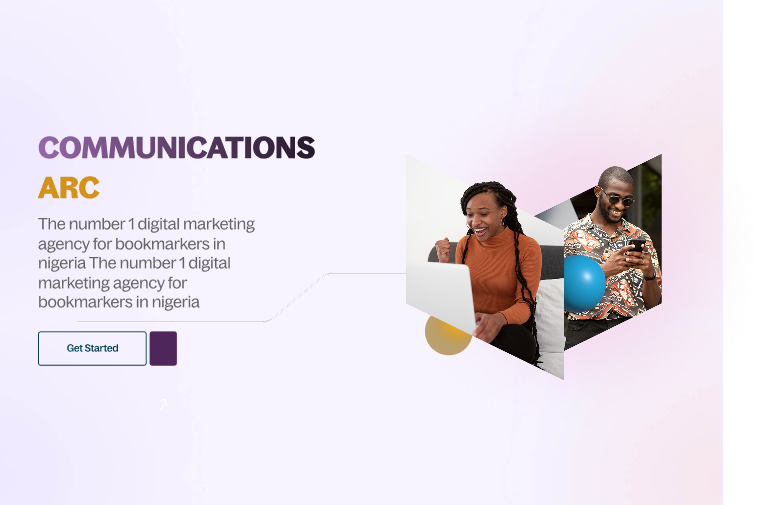 COMMUNICATIONS
ARC
The number 1 digital marketing
agency for bookmarkers in
nigeria The number 1 digital
marketing agency for
bookmarkers in nigeria
Get Started